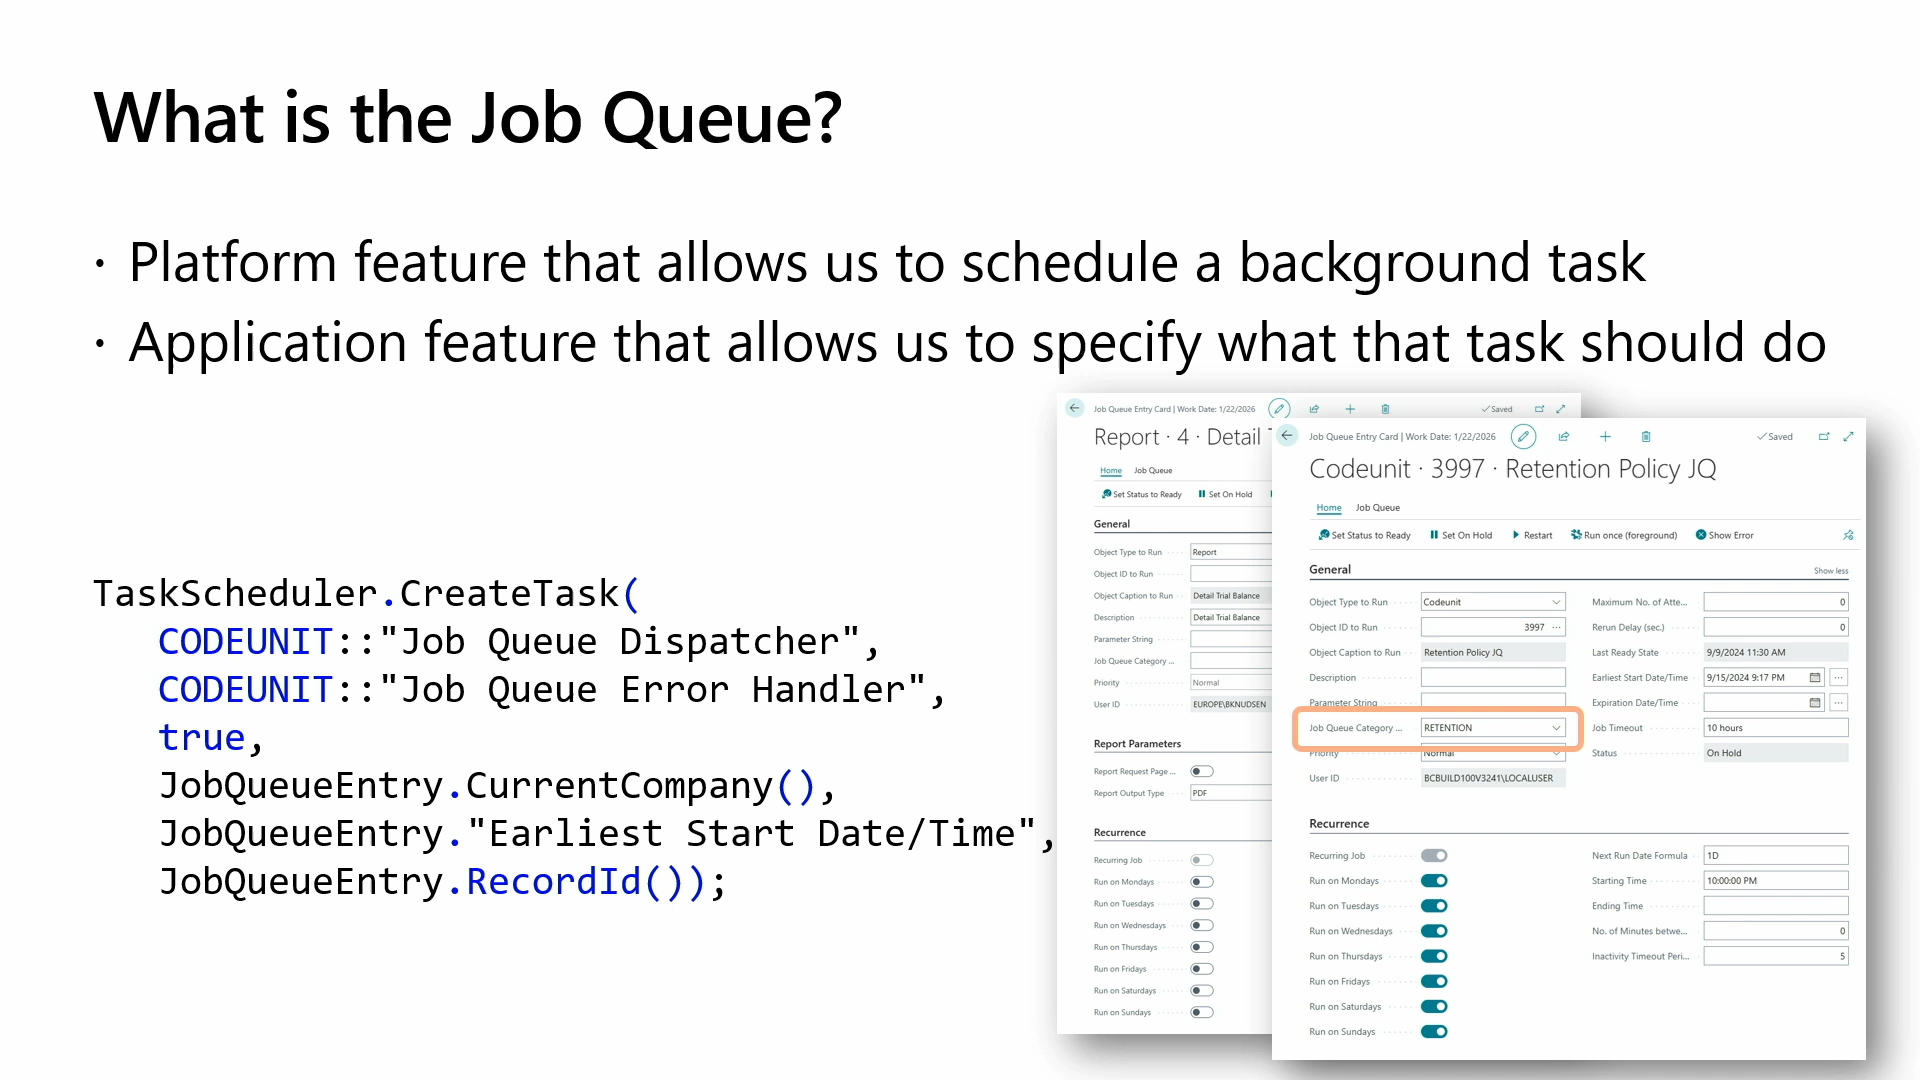 What is the Job Queue?
· Platform feature that allows us to schedule a background task
· Application feature that allows us to specify what that task should do
TaskScheduler.CreateTask(
CODEUNIT::"Job Queue Dispatcher",
CODEUNIT::"Job Queue Error Handler",
true,
JobQueueEntry.CurrentCompany(),
JobQueueEntry."Earliest Start Date/Time",
JobQueueEntry.RecordId());
Job Queue Entry Card | Work Date: 1/22/2026
Saved
Report · 4 · Detail
Home Job Queue
Set Status to Ready Set On Hold
General
Object Type to Run Report
Object ID to Run
Object Caption to Run Detail Trial Balance
Description Detail Trial Balance
Parameter String
Job Queue Category ...
Priority Normal
User ID EUROPE\BKNUDSEN
Report Parameters
Report Request Page ...
Report Output Type PDF
Recurrence
Recurring Job
Run on Mondays
Run on Tuesdays
Run on Wednesdays
Run on Thursdays
Run on Fridays
Run on Saturdays
Run on Sundays
Job Queue Entry Card | Work Date: 1/22/2026
Saved
Codeunit · 3997 · Retention Policy JQ
Home Job Queue
Set Status to Ready Set On Hold Restart Run once (foreground) Show Error
General Show less
Object Type to Run Codeunit Maximum No. of Atte... 0
Object ID to Run 3997 ... Rerun Delay (sec.) 0
Object Caption to Run Retention Policy JQ Last Ready State 9/9/2024 11:30 AM
Description Earliest Start Date/Time 9/15/2024 9:17 PM ...
Parameter String Expiration Date/Time ...
Job Queue Category ... RETENTION Job Timeout 10 hours
Priority Normal Status On Hold
User ID BCBUILD100V3241\LOCALUSER
Recurrence
Recurring Job Next Run Date Formula 1D
Run on Mondays Starting Time 10:00:00 PM
Run on Tuesdays Ending Time
Run on Wednesdays No. of Minutes betwe... 0
Run on Thursdays Inactivity Timeout Peri... 5
Run on Fridays
Run on Saturdays
Run on Sundays